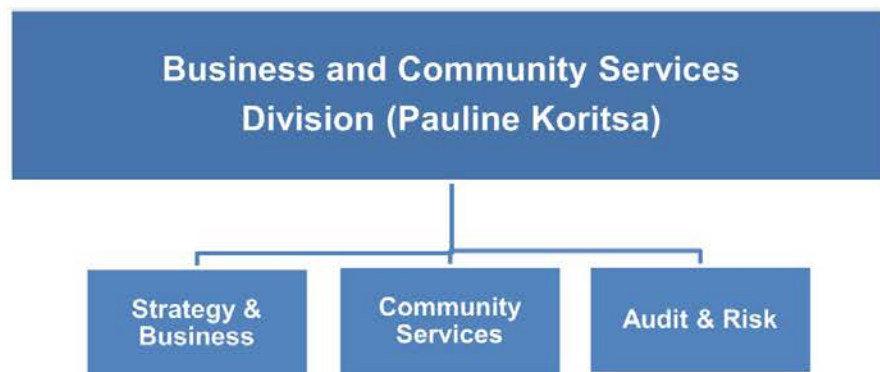 Business and Community Services
Division (Pauline Koritsa)
Strategy &
Business
Community
Services
Audit & Risk